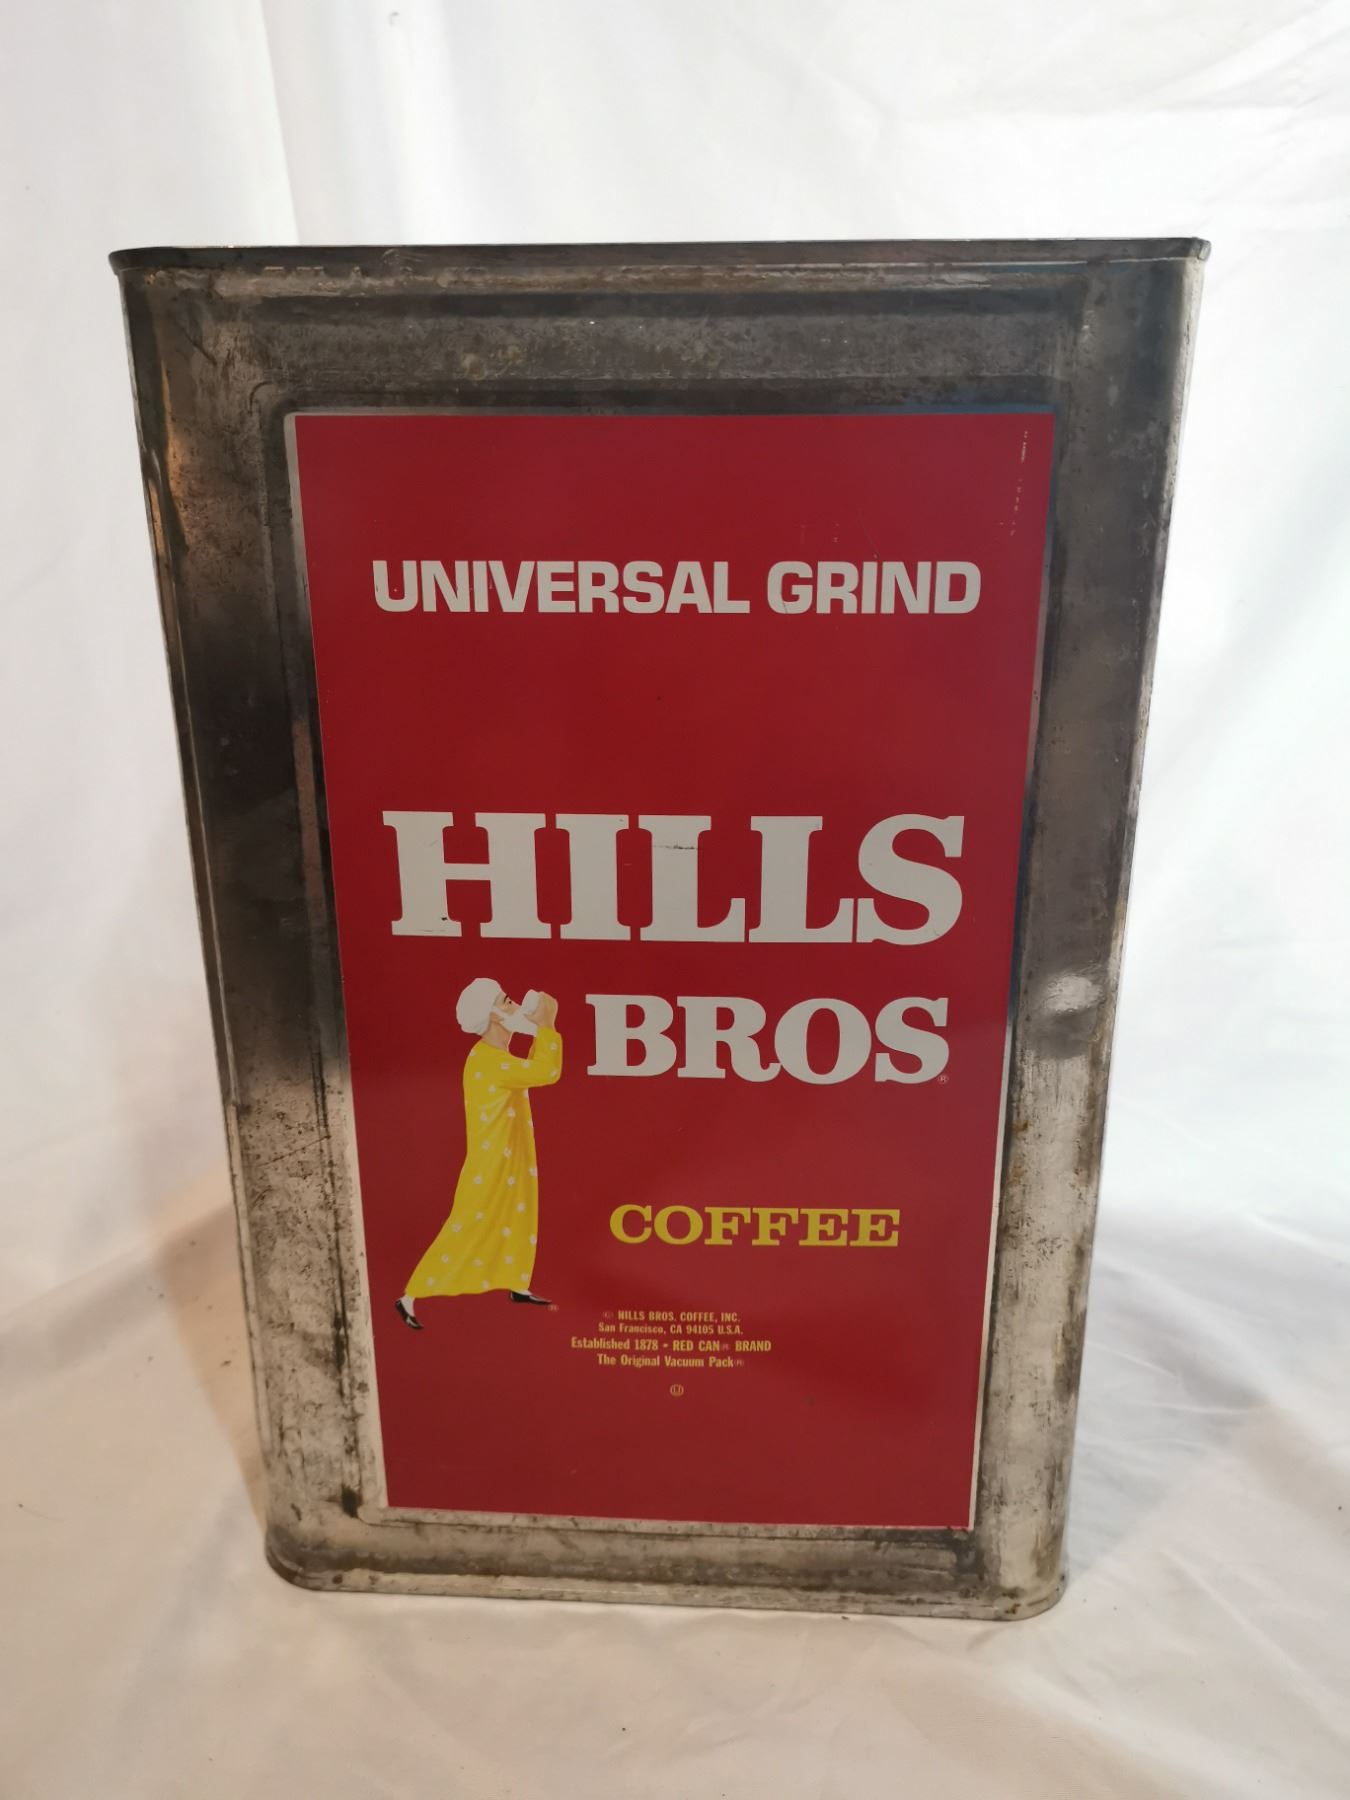 UNIVERSAL GRIND
HILLS
BROS®
COFFEE
® 
© HILLS BROS. COFFEE, INC.
San Francisco, CA 94105 U.S.A.
Established 1878 • RED CAN® BRAND
The Original Vacuum Pack®
Ⓤ